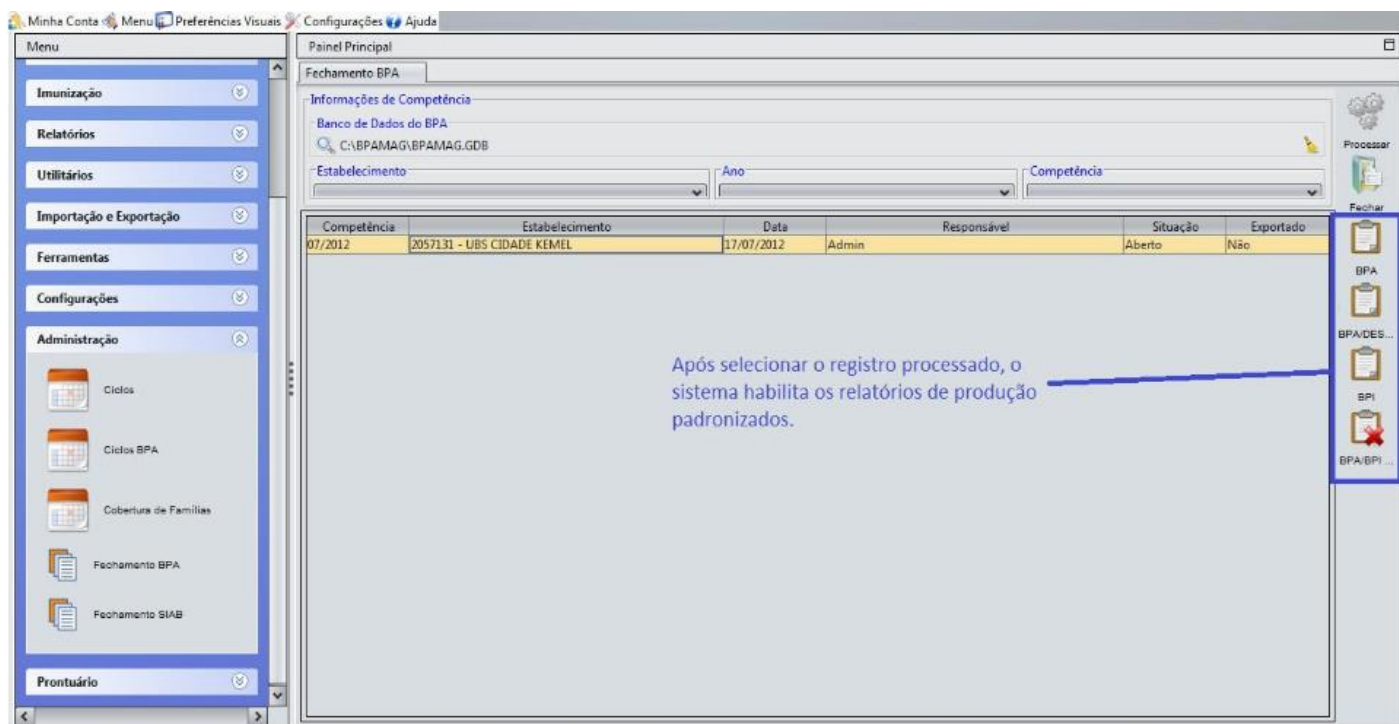 Minha Conta Menu Preferências Visuais Configurações Ajuda
Menu
Imunização
Relatórios
Utilitários
Importação e Exportação
Ferramentas
Configurações
Administração
Ciclos
Ciclos BPA
Cobertura de Famílias
Fechamento BPA
Fechamento SIAB
Prontuário
Painel Principal
Fechamento BPA
Informações de Competência
Banco de Dados do BPA
C:\BPAMAG\BPAMAG.GDB
Estabelecimento Ano Competência
Competência Estabelecimento Data Responsável Situação Exportado
07/2012 2057131 - UBS CIDADE KEMEL 17/07/2012 Admin Aberto Não
Após selecionar o registro processado, o
sistema habilita os relatórios de produção
padronizados.
Processar
Fechar
BPA
BPA/DES...
BPI
BPA/BPI ...